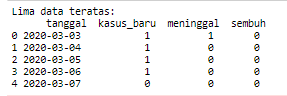 Lima data teratas:
tanggal kasus_baru meninggal sembuh
0 2020-03-03 1 1 0
1 2020-03-04 1 0 0
2 2020-03-05 1 0 0
3 2020-03-06 1 0 0
4 2020-03-07 0 0 0